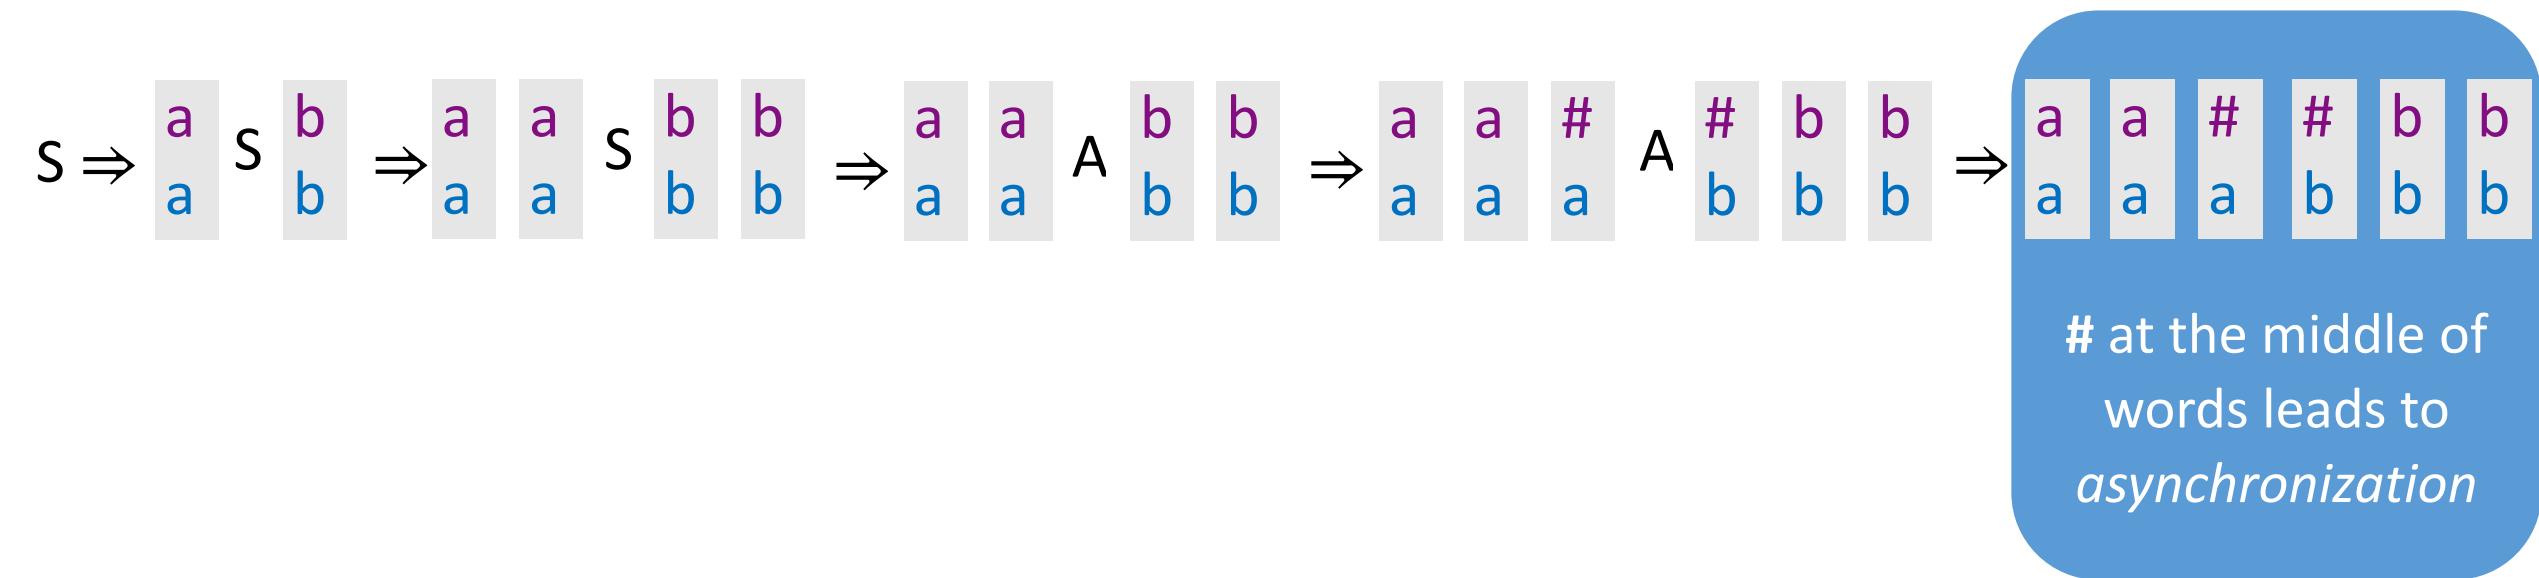 a b a a b b a a b b a a # # b b a a # # b b
S ⇒ S ⇒ S ⇒ A ⇒ A ⇒
a b a a b b a a b b a a a b b b a a a b b b
# at the middle of
words leads to
asynchronization